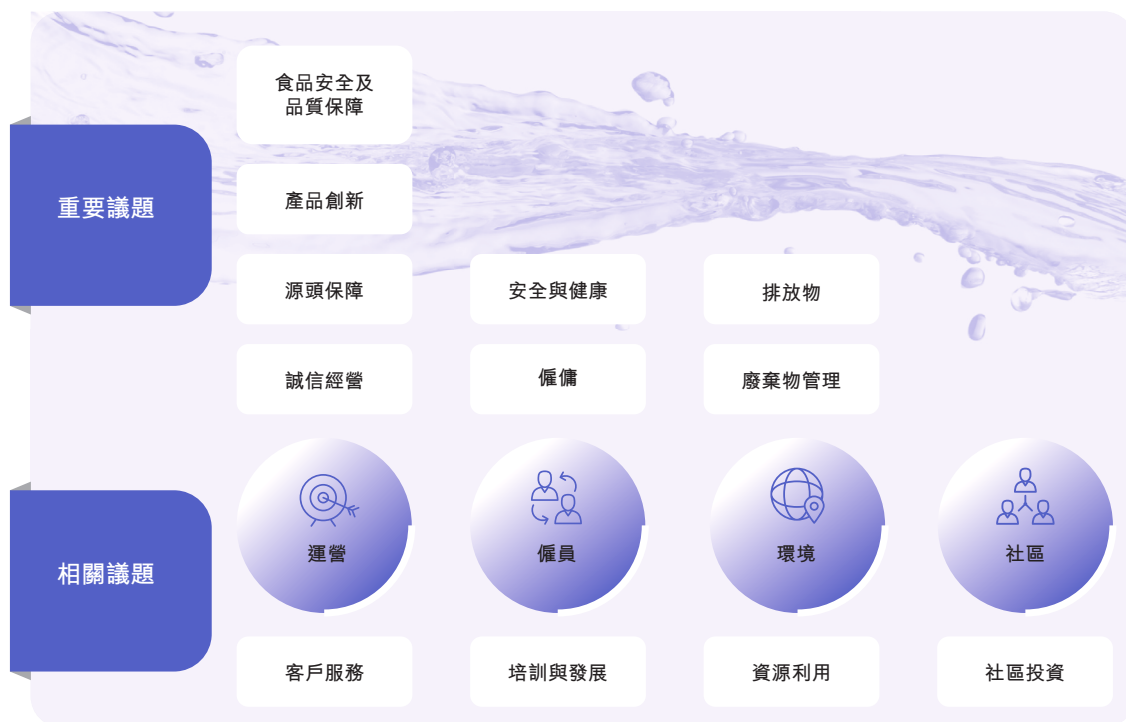 食品安全及
品質保障
重要議題
產品創新
源頭保障
安全與健康
排放物
誠信經營
僱傭
廢棄物管理
運營
僱員
環境
社區
相關議題
客戶服務
培訓與發展
資源利用
社區投資